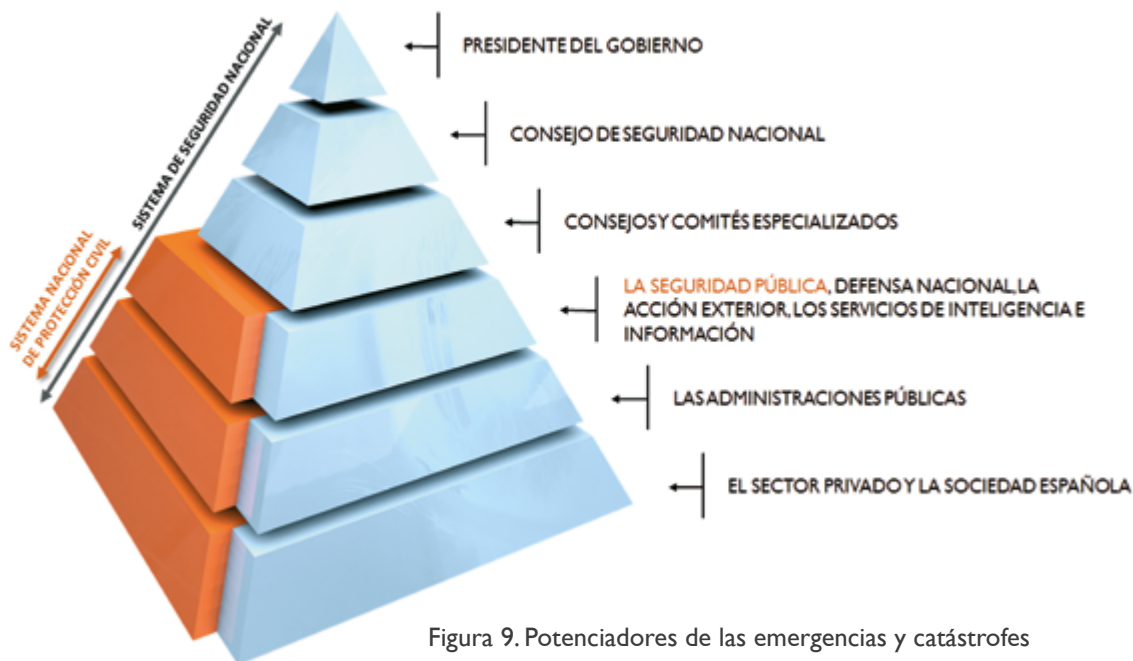 PRESIDENTE DEL GOBIERNO
SISTEMA DE SEGURIDAD NACIONAL
CONSEJO DE SEGURIDAD NACIONAL
CONSEJOS Y COMITÉS ESPECIALIZADOS
SISTEMA NACIONAL
DE PROTECCIÓN CIVIL
LA SEGURIDAD PÚBLICA, DEFENSA NACIONAL, LA
ACCIÓN EXTERIOR, LOS SERVICIOS DE INTELIGENCIA E
INFORMACIÓN
LAS ADMINISTRACIONES PÚBLICAS
EL SECTOR PRIVADO Y LA SOCIEDAD ESPAÑOLA
Figura 9. Potenciadores de las emergencias y catástrofes